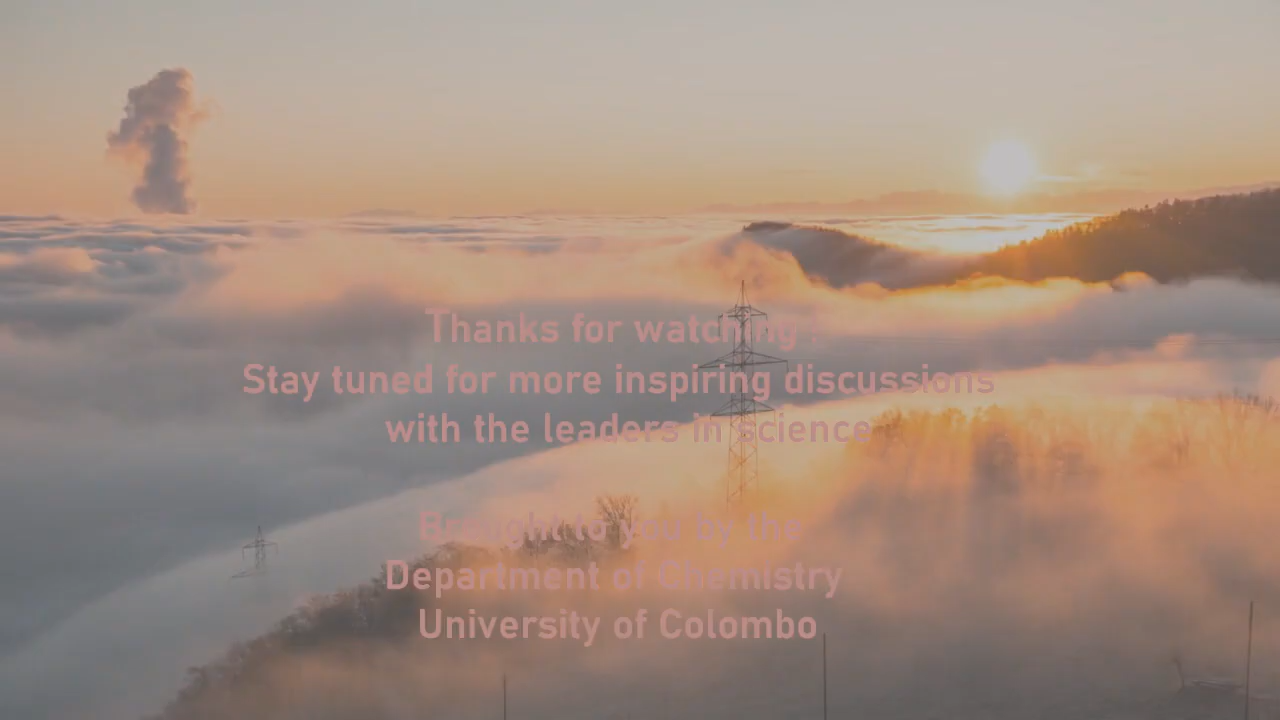 Thanks for watching !
Stay tuned for more inspiring discussions
with the leaders in science
Brought to you by the
Department of Chemistry
University of Colombo